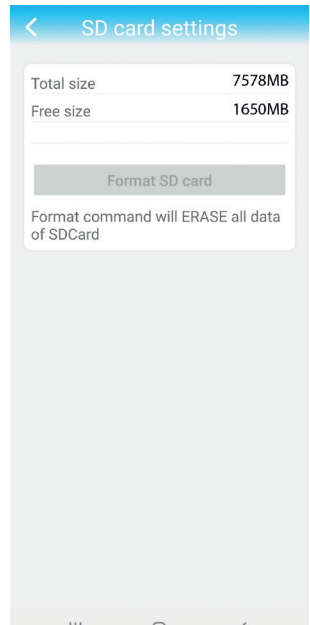 SD card settings
Total size 7578MB
Free size 1650MB
Format SD card
Format command will ERASE all data
of SDCard